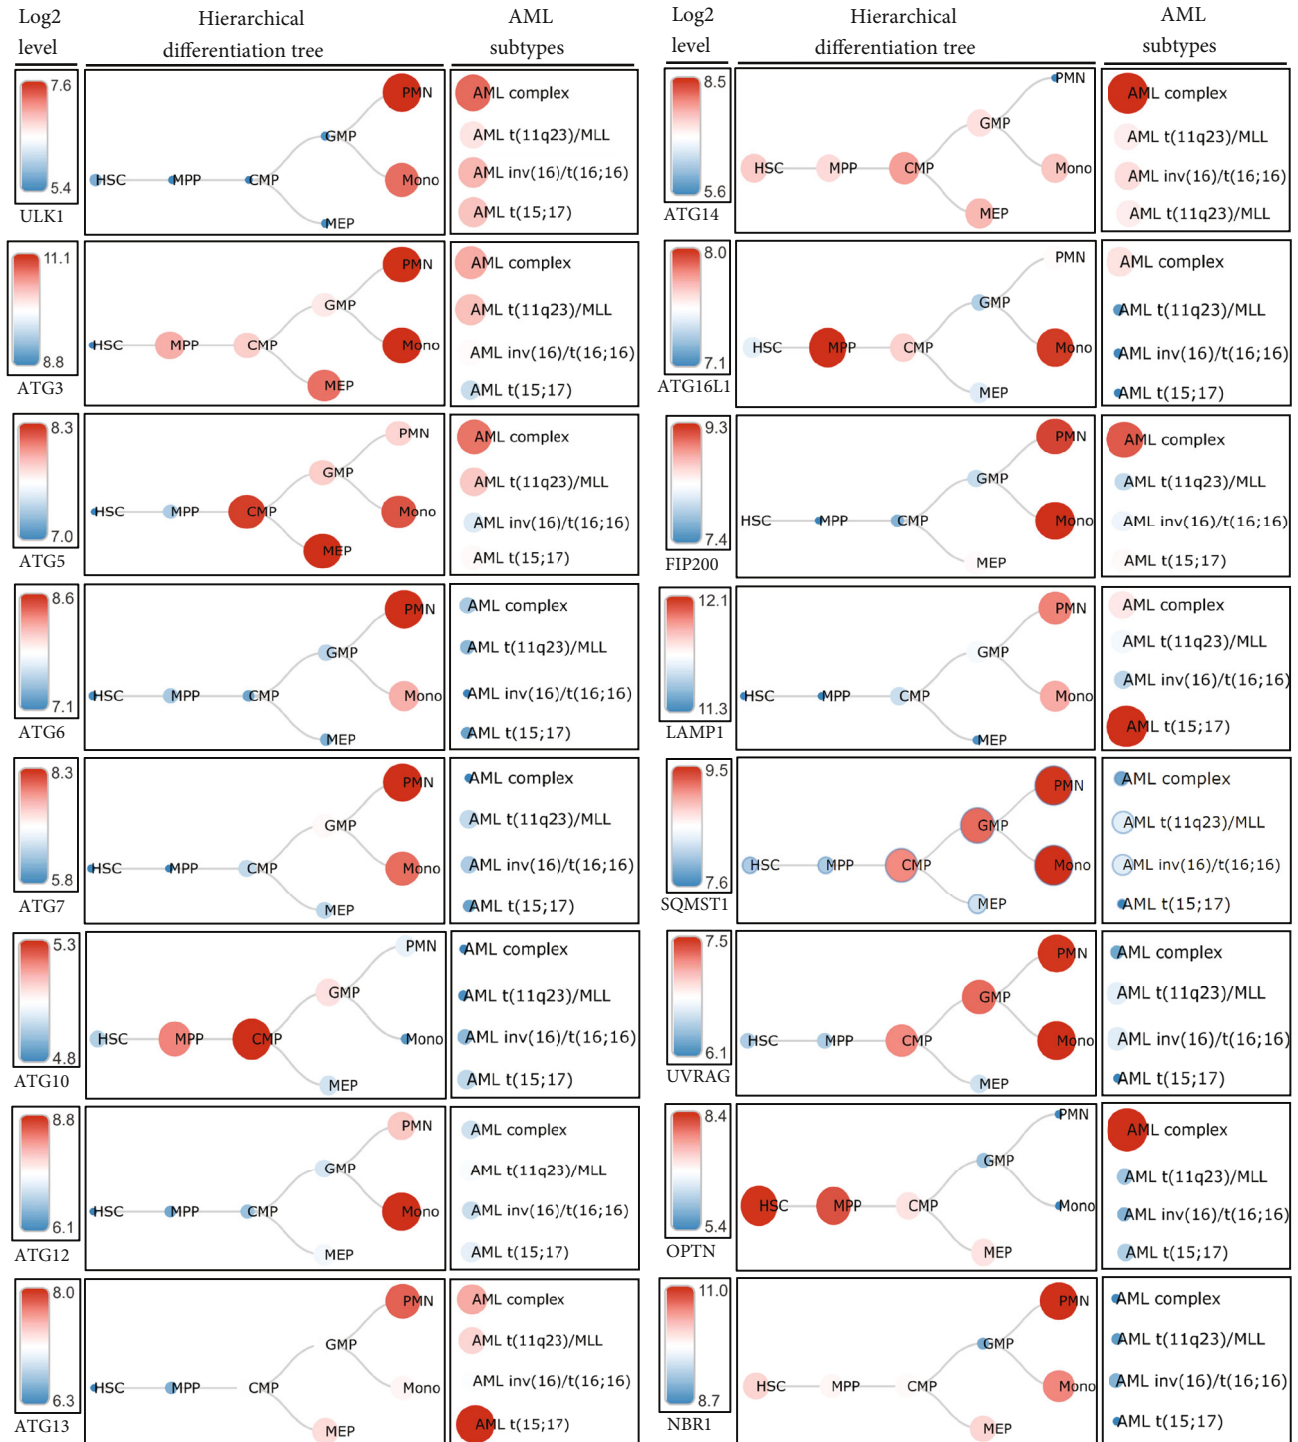 Log2
level
Hierarchical
differentiation tree
AML
subtypes
7.6
5.4
ULK1
HSC
MPP
CMP
GMP
PMN
Mono
MEP
AML complex
AML t(11q23)/MLL
AML inv(16)/t(16;16)
AML t(15;17)
11.1
8.8
ATG3
HSC
MPP
CMP
GMP
PMN
Mono
MEP
AML complex
AML t(11q23)/MLL
AML inv(16)/t(16;16)
AML t(15;17)
8.3
7.0
ATG5
HSC
MPP
CMP
GMP
PMN
Mono
MEP
AML complex
AML t(11q23)/MLL
AML inv(16)/t(16;16)
AML t(15;17)
8.6
7.1
ATG6
HSC
MPP
CMP
GMP
PMN
Mono
MEP
AML complex
AML t(11q23)/MLL
AML inv(16)/t(16;16)
AML t(15;17)
8.3
5.8
ATG7
HSC
MPP
CMP
GMP
PMN
Mono
MEP
AML complex
AML t(11q23)/MLL
AML inv(16)/t(16;16)
AML t(15;17)
5.3
4.8
ATG10
HSC
MPP
CMP
GMP
PMN
Mono
MEP
AML complex
AML t(11q23)/MLL
AML inv(16)/t(16;16)
AML t(15;17)
8.8
6.1
ATG12
HSC
MPP
CMP
GMP
PMN
Mono
MEP
AML complex
AML t(11q23)/MLL
AML inv(16)/t(16;16)
AML t(15;17)
8.0
6.3
ATG13
HSC
MPP
CMP
GMP
PMN
Mono
MEP
AML complex
AML t(11q23)/MLL
AML inv(16)/t(16;16)
AML t(15;17)
Log2
level
Hierarchical
differentiation tree
AML
subtypes
8.5
5.6
ATG14
HSC
MPP
CMP
GMP
PMN
Mono
MEP
AML complex
AML t(11q23)/MLL
AML inv(16)/t(16;16)
AML t(11q23)/MLL
8.0
7.1
ATG16L1
HSC
MPP
CMP
GMP
PMN
Mono
MEP
AML complex
AML t(11q23)/MLL
AML inv(16)/t(16;16)
AML t(15;17)
9.3
7.4
FIP200
HSC
MPP
CMP
GMP
PMN
Mono
MEP
AML complex
AML t(11q23)/MLL
AML inv(16)/t(16;16)
AML t(15;17)
12.1
11.3
LAMP1
HSC
MPP
CMP
GMP
PMN
Mono
MEP
AML complex
AML t(11q23)/MLL
AML inv(16)/t(16;16)
AML t(15;17)
9.5
7.6
SQMST1
HSC
MPP
CMP
GMP
PMN
Mono
MEP
AML complex
AML t(11q23)/MLL
AML inv(16)/t(16;16)
AML t(15;17)
7.5
6.1
UVRAG
HSC
MPP
CMP
GMP
PMN
Mono
MEP
AML complex
AML t(11q23)/MLL
AML inv(16)/t(16;16)
AML t(15;17)
8.4
5.4
OPTN
HSC
MPP
CMP
GMP
PMN
Mono
MEP
AML complex
AML t(11q23)/MLL
AML inv(16)/t(16;16)
AML t(15;17)
11.0
8.7
NBR1
HSC
MPP
CMP
GMP
PMN
Mono
MEP
AML complex
AML t(11q23)/MLL
AML inv(16)/t(16;16)
AML t(15;17)